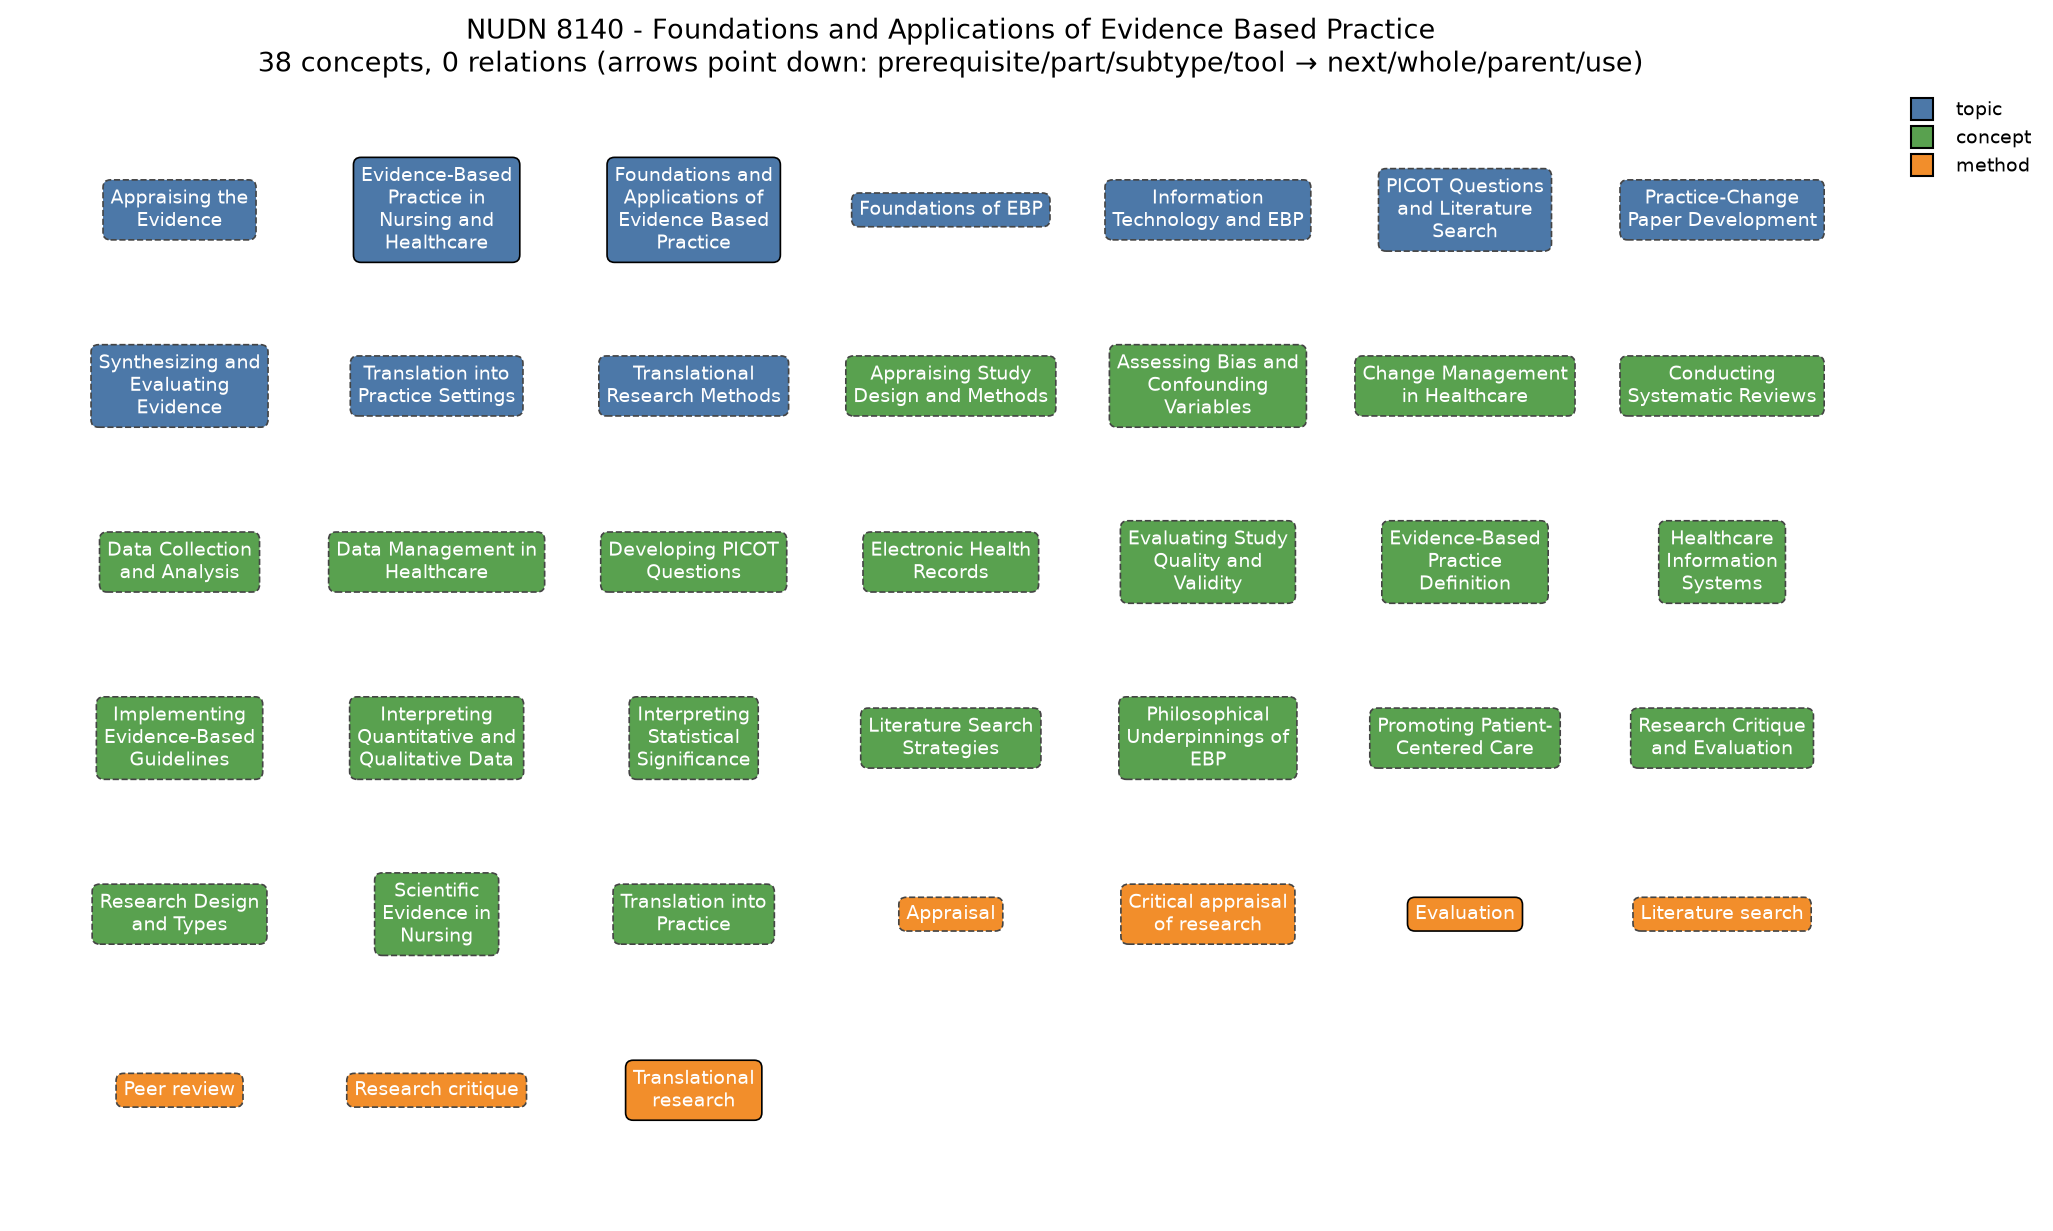 NUDN 8140 - Foundations and Applications of Evidence Based Practice
38 concepts, 0 relations (arrows point down: prerequisite/part/subtype/tool → next/whole/parent/use)
topic
concept
method
Appraising the
Evidence
Evidence-Based
Practice in
Nursing and
Healthcare
Foundations and
Applications of
Evidence Based
Practice
Foundations of EBP
Information
Technology and EBP
PICOT Questions
and Literature
Search
Practice-Change
Paper Development
Synthesizing and
Evaluating
Evidence
Translation into
Practice Settings
Translational
Research Methods
Appraising Study
Design and Methods
Assessing Bias and
Confounding
Variables
Change Management
in Healthcare
Conducting
Systematic Reviews
Data Collection
and Analysis
Data Management in
Healthcare
Developing PICOT
Questions
Electronic Health
Records
Evaluating Study
Quality and
Validity
Evidence-Based
Practice
Definition
Healthcare
Information
Systems
Implementing
Evidence-Based
Guidelines
Interpreting
Quantitative and
Qualitative Data
Interpreting
Statistical
Significance
Literature Search
Strategies
Philosophical
Underpinnings of
EBP
Promoting Patient-
Centered Care
Research Critique
and Evaluation
Research Design
and Types
Scientific
Evidence in
Nursing
Translation into
Practice
Appraisal
Critical appraisal
of research
Evaluation
Literature search
Peer review
Research critique
Translational
research